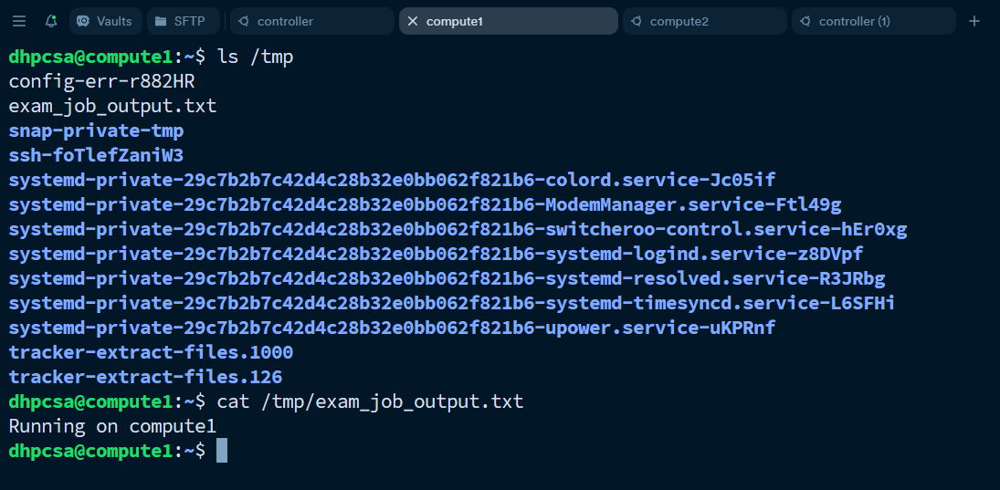 Vaults SFTP controller compute1 compute2 controller (1)
dhpcsa@compute1:~$ ls /tmp
config-err-r882HR
exam_job_output.txt
snap-private-tmp
ssh-foTlefZaniW3
systemd-private-29c7b2b7c42d4c28b32e0bb062f821b6-colord.service-Jc05if
systemd-private-29c7b2b7c42d4c28b32e0bb062f821b6-ModemManager.service-Ftl49g
systemd-private-29c7b2b7c42d4c28b32e0bb062f821b6-switcheroo-control.service-hEr0xg
systemd-private-29c7b2b7c42d4c28b32e0bb062f821b6-systemd-logind.service-z8DVpf
systemd-private-29c7b2b7c42d4c28b32e0bb062f821b6-systemd-resolved.service-R3JRbg
systemd-private-29c7b2b7c42d4c28b32e0bb062f821b6-systemd-timesyncd.service-L6SFHi
systemd-private-29c7b2b7c42d4c28b32e0bb062f821b6-upower.service-uKPRnf
tracker-extract-files.1000
tracker-extract-files.126
dhpcsa@compute1:~$ cat /tmp/exam_job_output.txt
Running on compute1
dhpcsa@compute1:~$